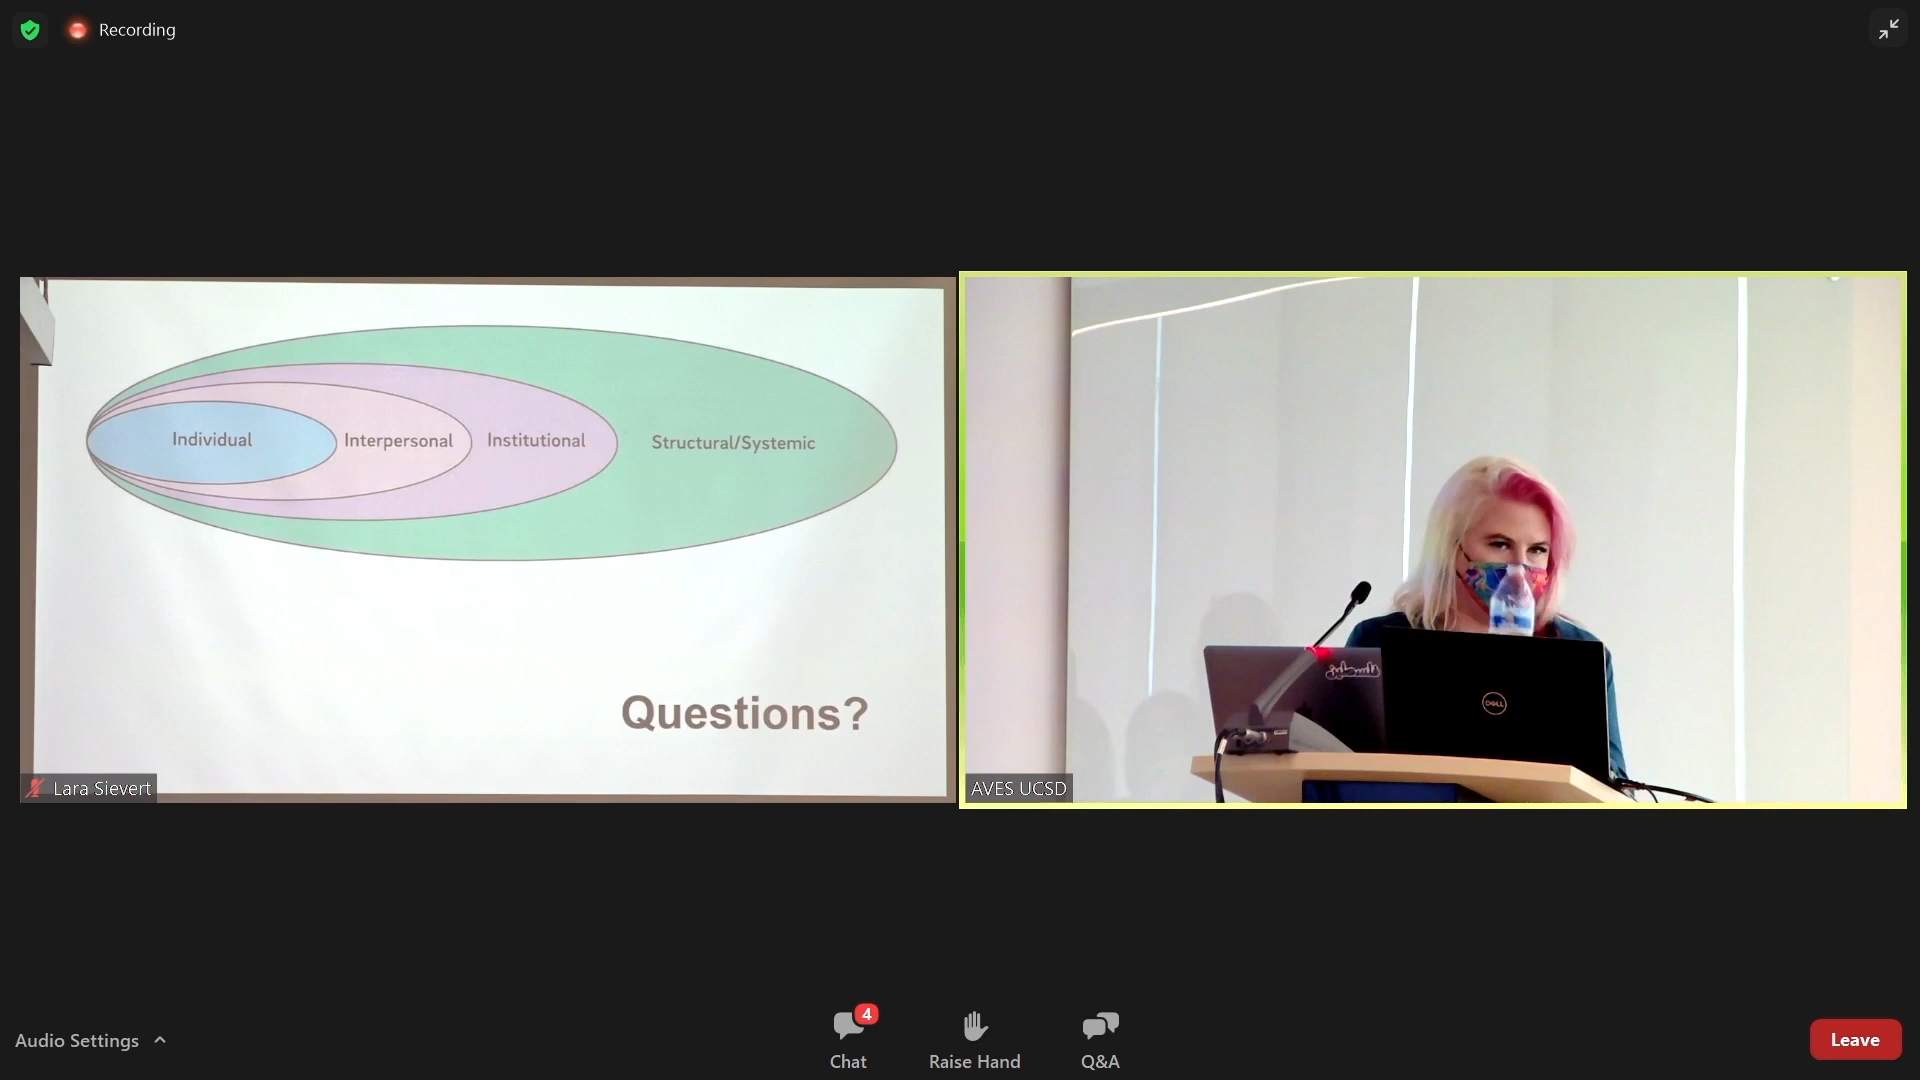 Recording
Individual
Interpersonal
Institutional
Structural/Systemic
Questions?
Lara Sievert
فلسطين
DELL
AVES UCSD
Audio Settings
4
Chat
Raise Hand
Q&A
Leave